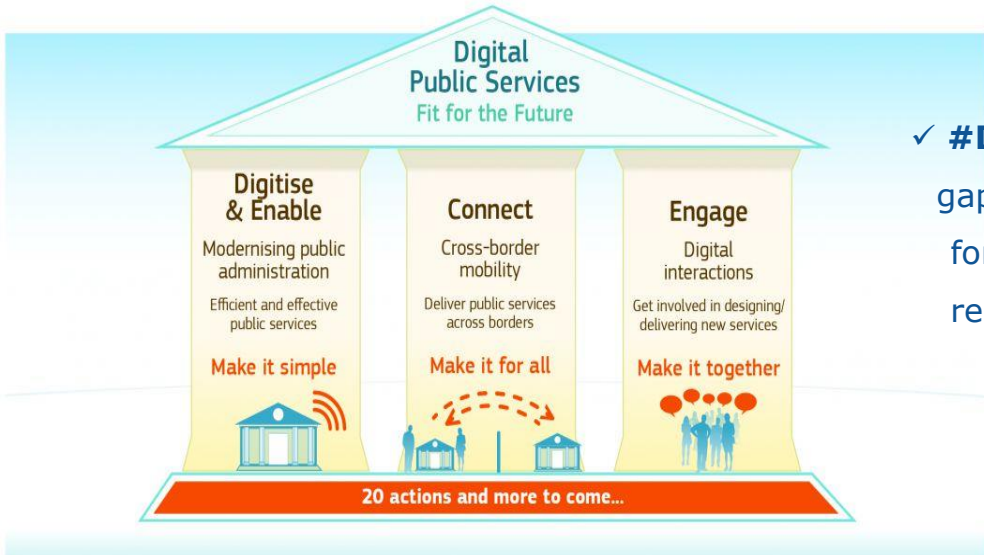 Digital
Public Services
Fit for the Future
Digitise
& Enable
Modernising public
administration
Efficient and effective
public services
Make it simple
Connect
Cross-border
mobility
Deliver public services
across borders
Make it for all
Engage
Digital
interactions
Get involved in designing/
delivering new services
Make it together
20 actions and more to come...
✓